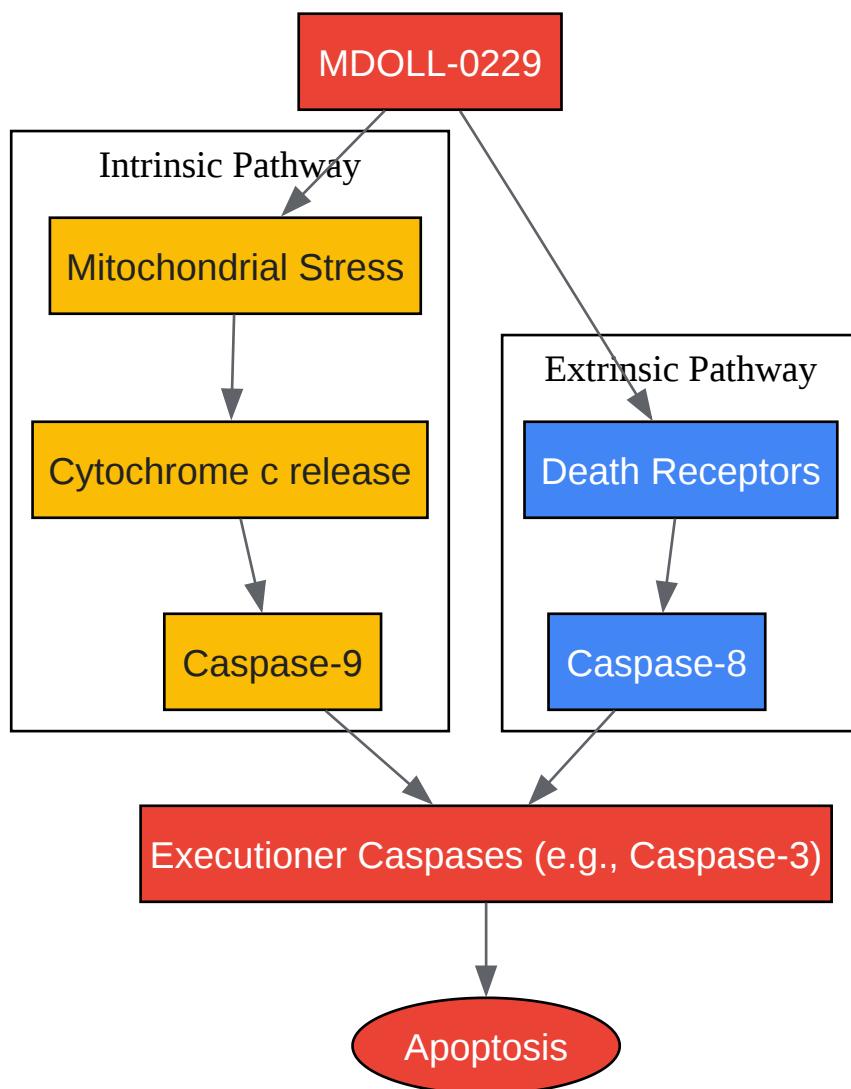 MDOLL-0229
Intrinsic Pathway
Mitochondrial Stress
Cytochrome c release
Caspase-9
Extrinsic Pathway
Death Receptors
Caspase-8
Executioner Caspases (e.g., Caspase-3)
Apoptosis